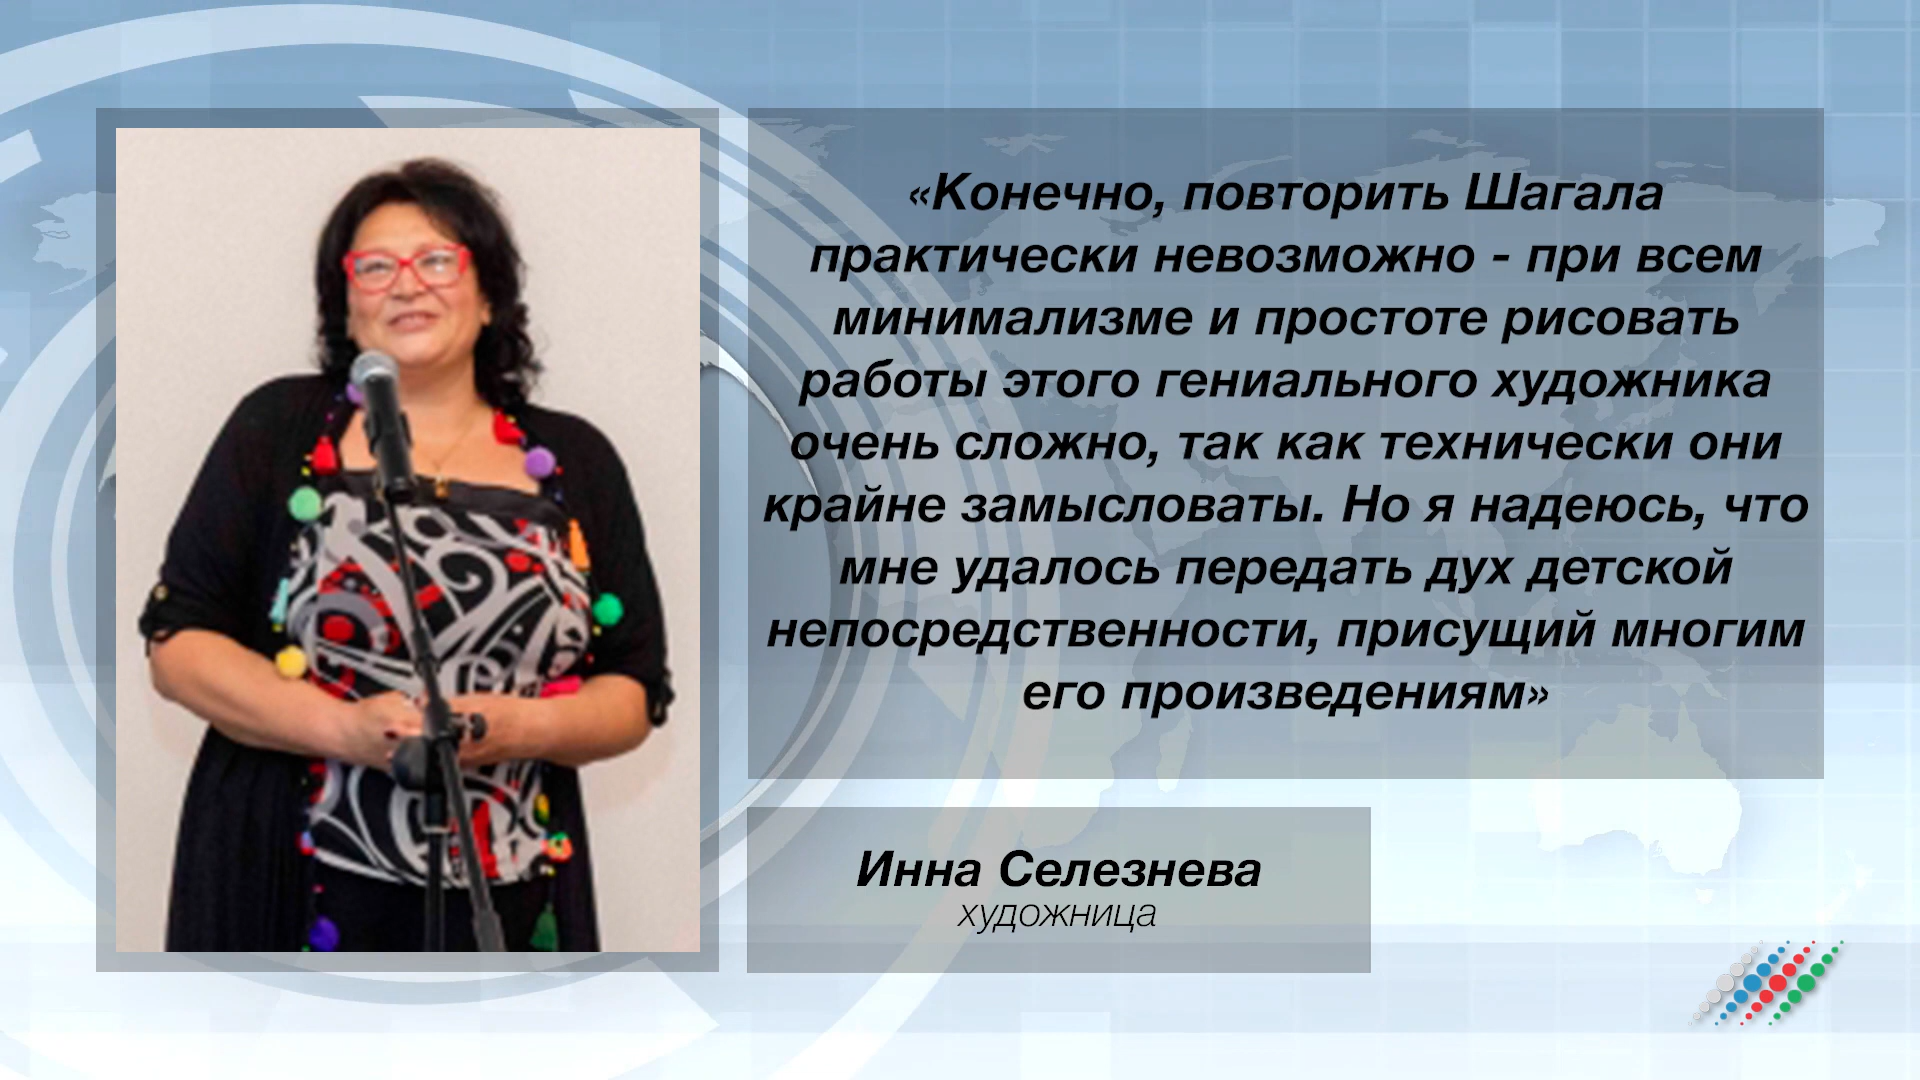 «Конечно, повторить Шагала
практически невозможно - при всем
минимализме и простоте рисовать
работы этого гениального художника
очень сложно, так как технически они
крайне замысловаты. Но я надеюсь, что
мне удалось передать дух детской
непосредственности, присущий многим
его произведениям»
Инна Селезнева
художница